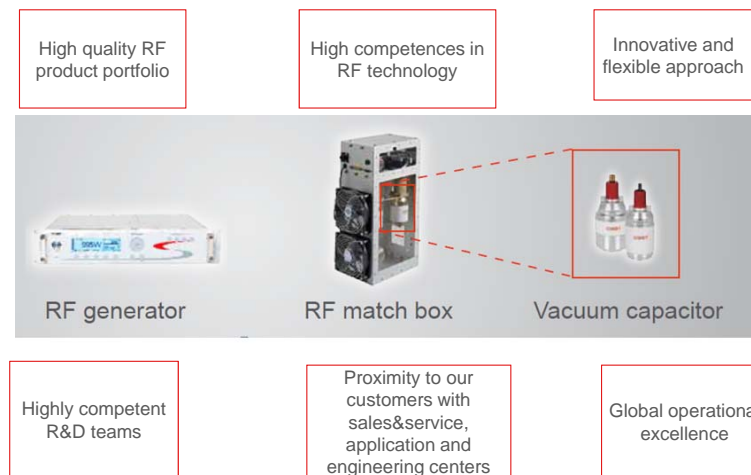 High quality RF
product portfolio
High competences in
RF technology
Innovative and
flexible approach
RF generator
RF match box
Vacuum capacitor
Highly competent
R&D teams
Proximity to our
customers with
sales&service,
application and
engineering centers
Global operationa
excellence